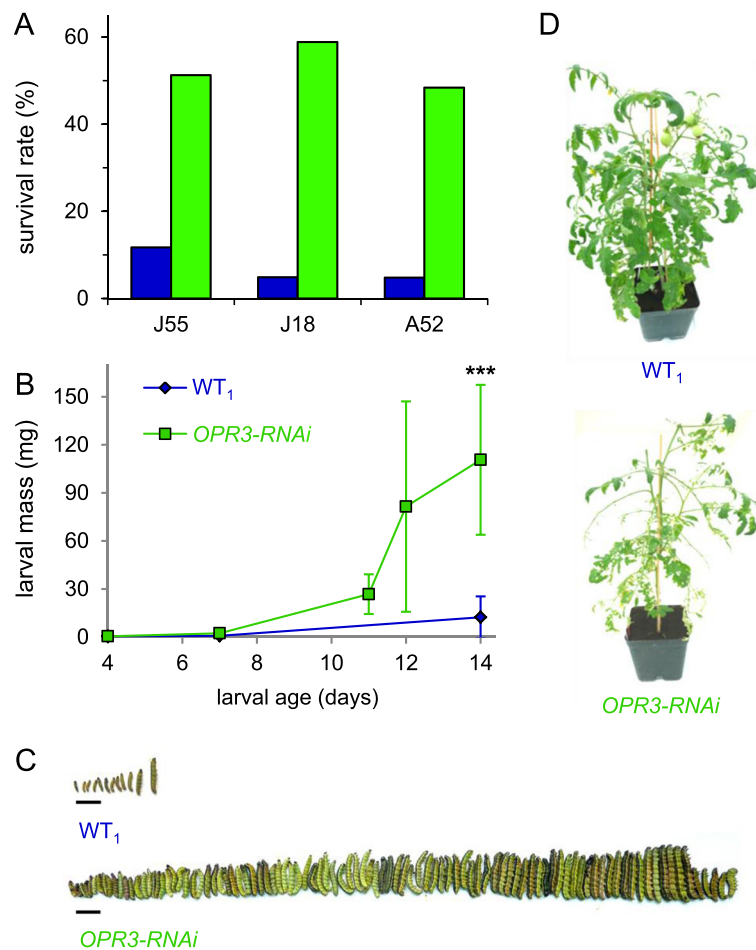 A
survival rate (%)
60
40
20
0
J55 J18 A52
B
larval mass (mg)
150
120
90
60
30
0
WT₁
OPR3-RNAi
***
4 6 8 10 12 14
larval age (days)
C
WT₁
OPR3-RNAi
D
WT₁
OPR3-RNAi